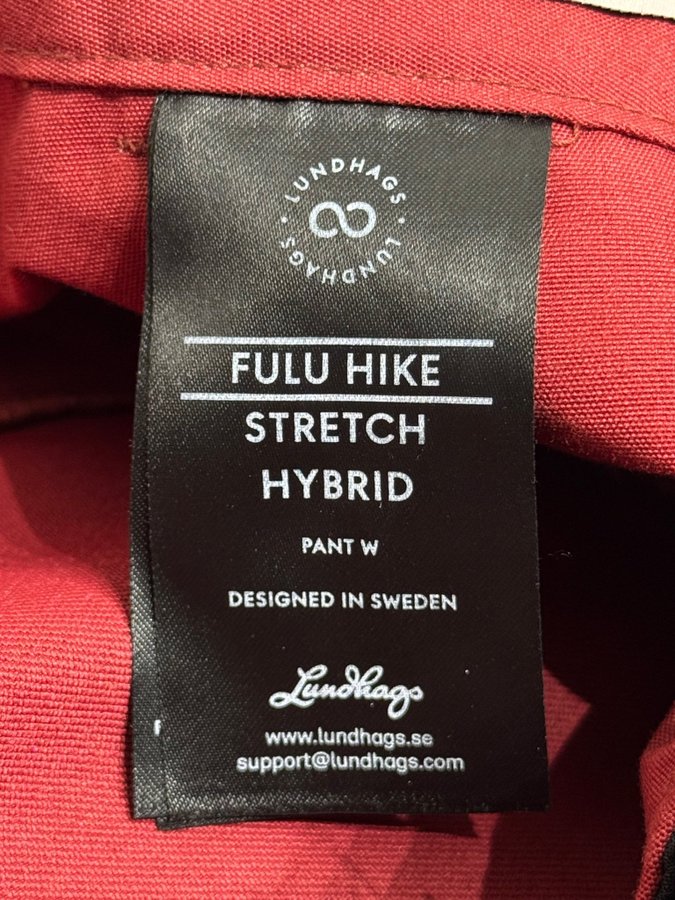 LUNDHAGS · LUNDHAGS ·
FULU HIKE
STRETCH
HYBRID
PANT W
DESIGNED IN SWEDEN
Lundhags
www.lundhags.se
support@lundhags.com